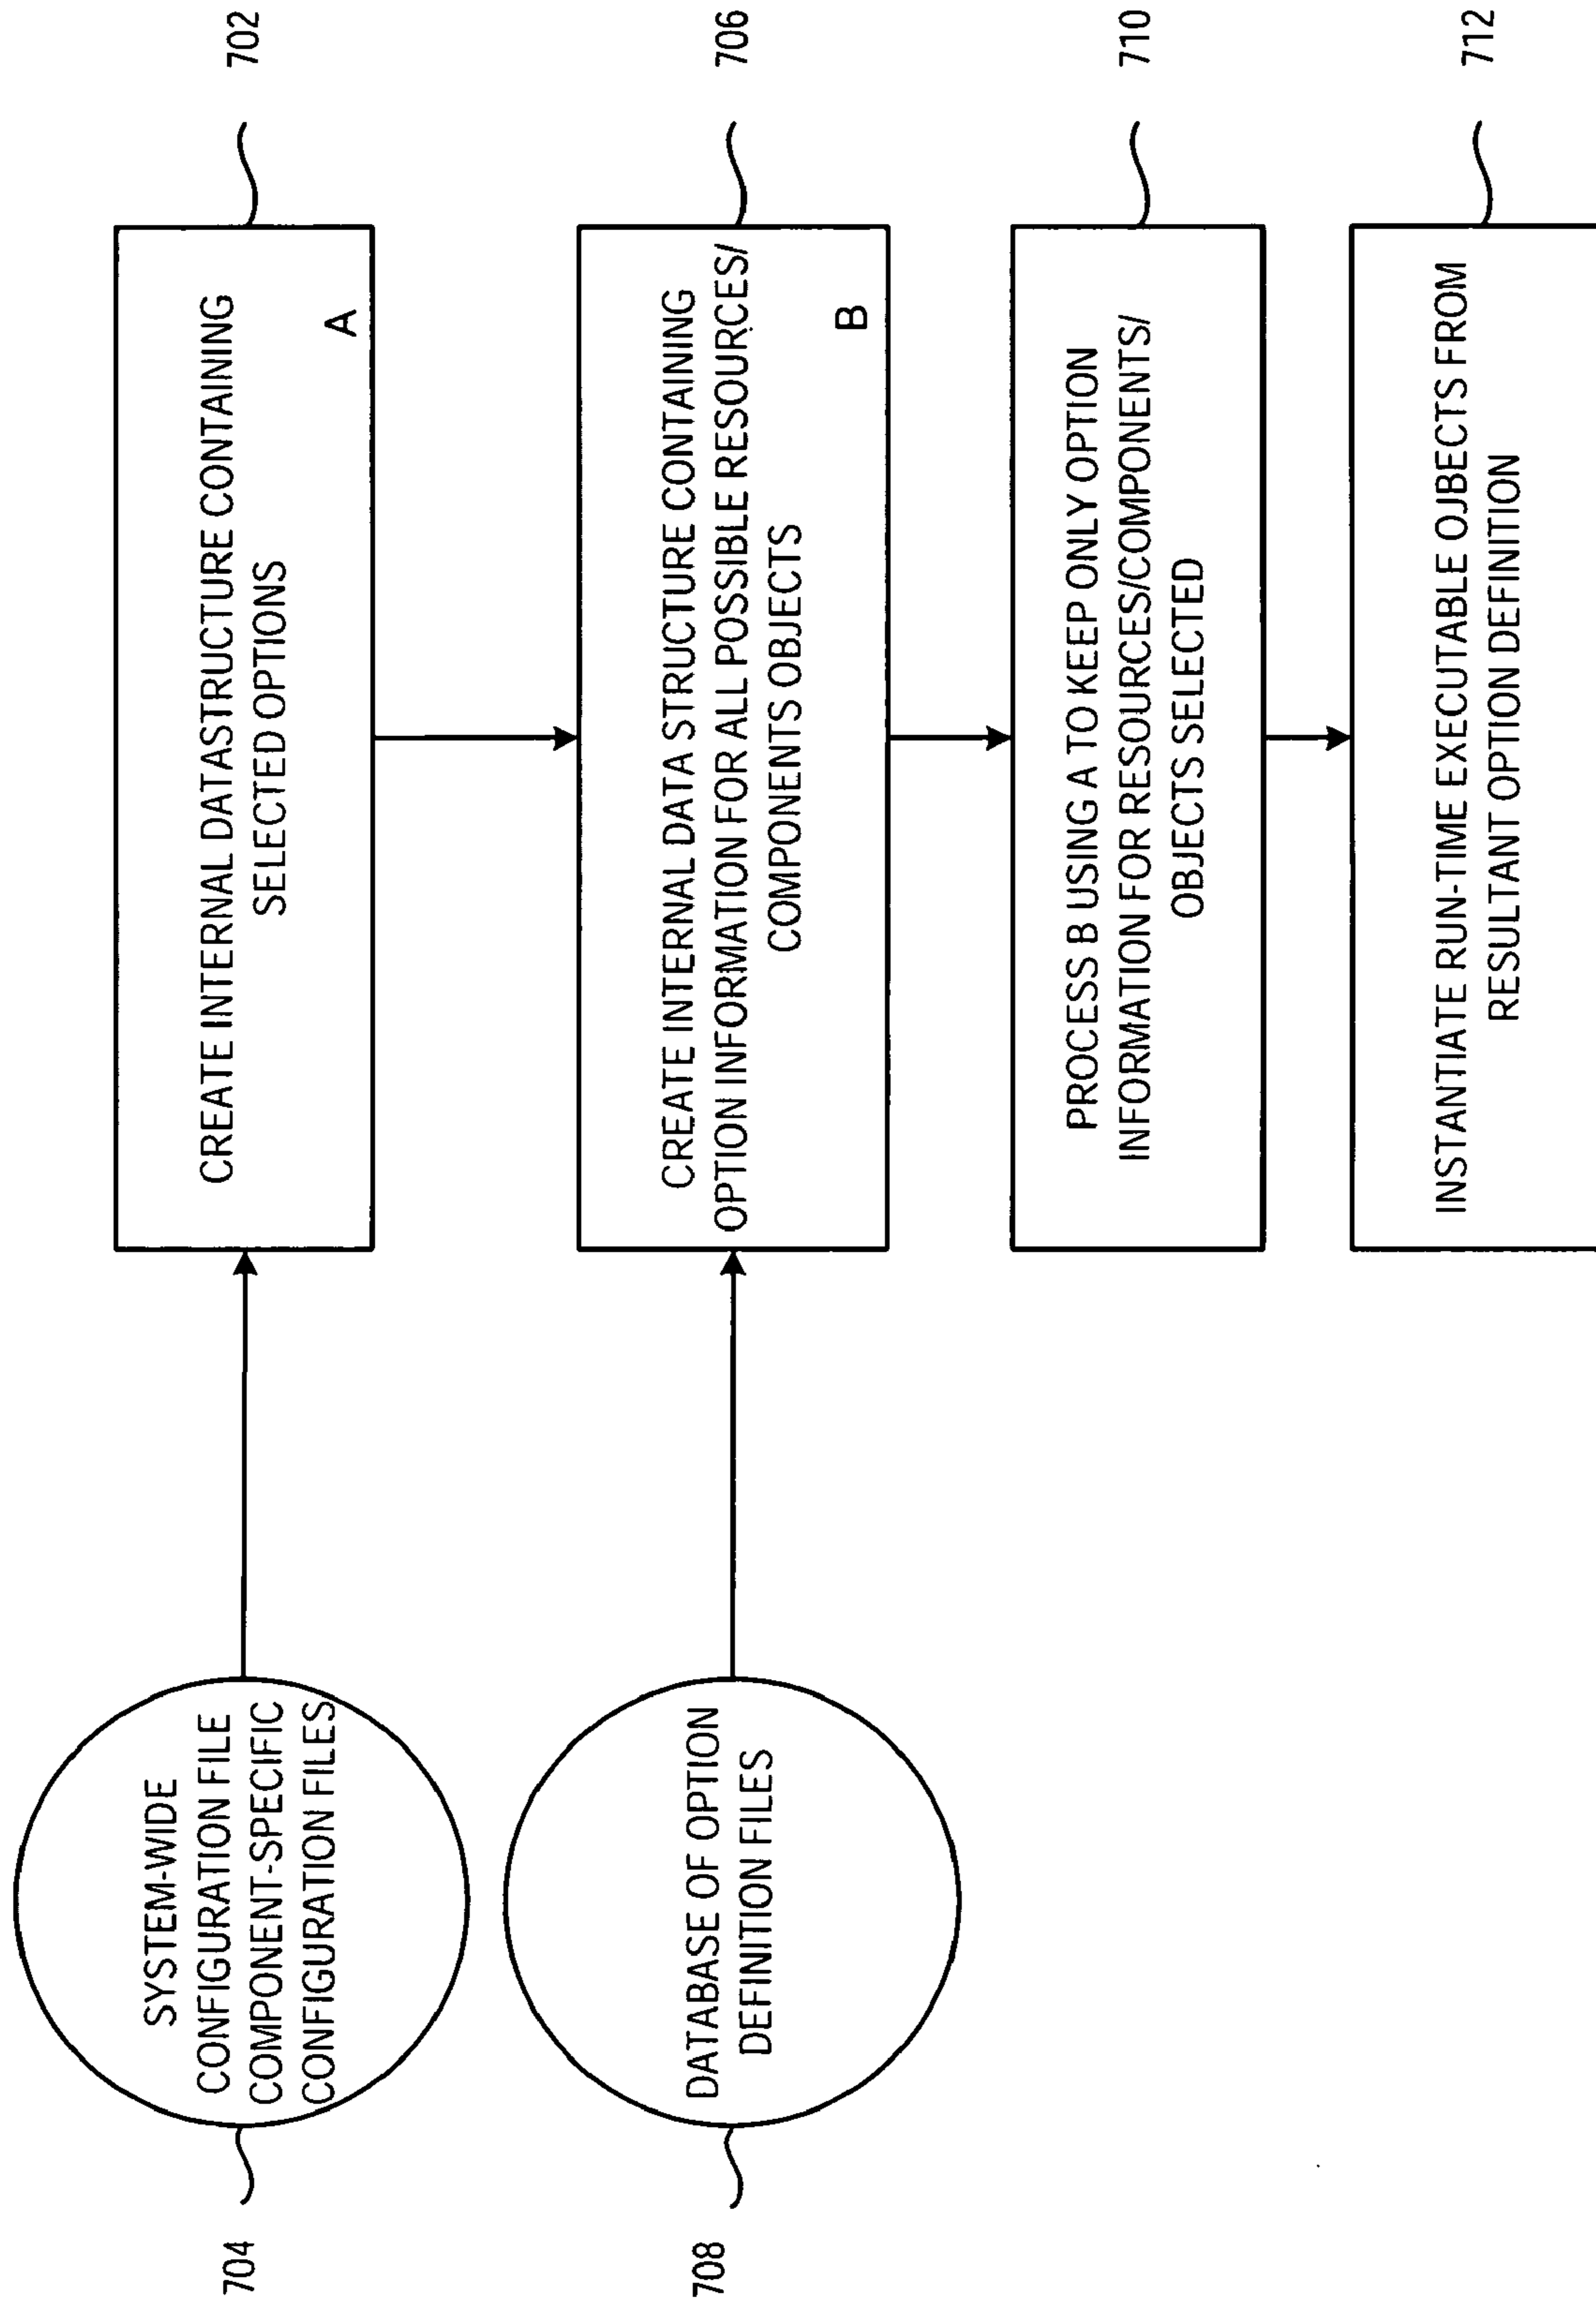 702
CREATE INTERNAL DATASTRUCTURE CONTAINING
SELECTED OPTIONS
A
SYSTEM-WIDE
CONFIGURATION FILE
COMPONENT-SPECIFIC
CONFIGURATION FILES
704
706
CREATE INTERNAL DATA STRUCTURE CONTAINING
OPTION INFORMATION FOR ALL POSSIBLE RESOURCES/
COMPONENTS OBJECTS
B
DATABASE OF OPTION
DEFINITION FILES
708
710
PROCESS B USING A TO KEEP ONLY OPTION
INFORMATION FOR RESOURCES/COMPONENTS/
OBJECTS SELECTED
712
INSTANTIATE RUN-TIME EXECUTABLE OJBECTS FROM
RESULTANT OPTION DEFINITION